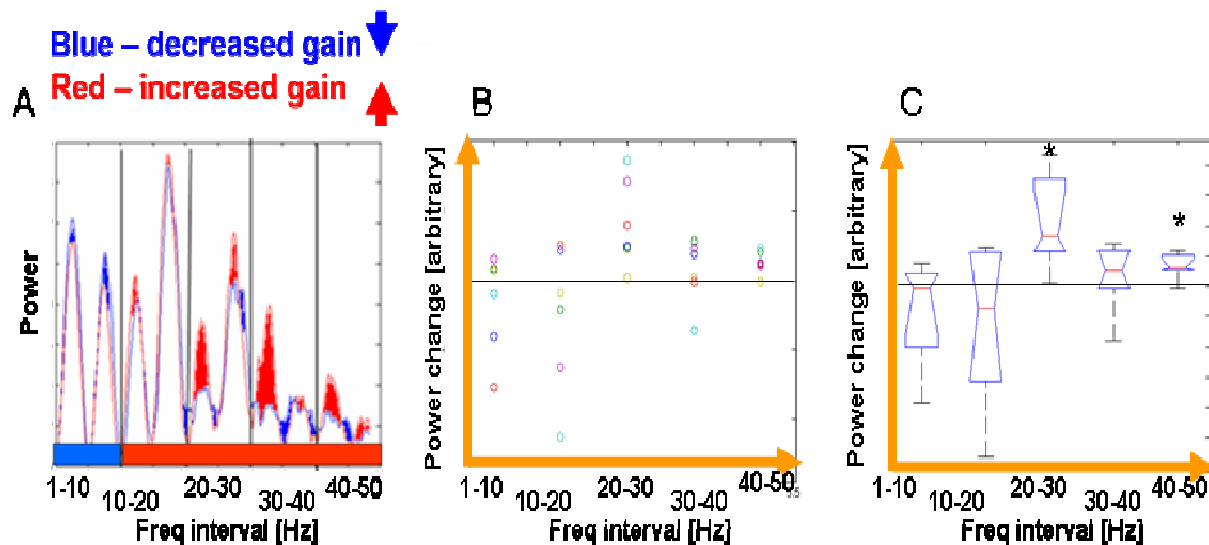 Blue – decreased gain
Red – increased gain
A
Power
1-10
10-20
20-30
30-40
40-50
Freq interval [Hz]
B
Power change [arbitrary]
1-10
10-20
20-30
30-40
40-50
Freq interval [Hz]
C
Power change [arbitrary]
*
*
1-10
10-20
20-30
30-40
40-50
Freq interval [Hz]